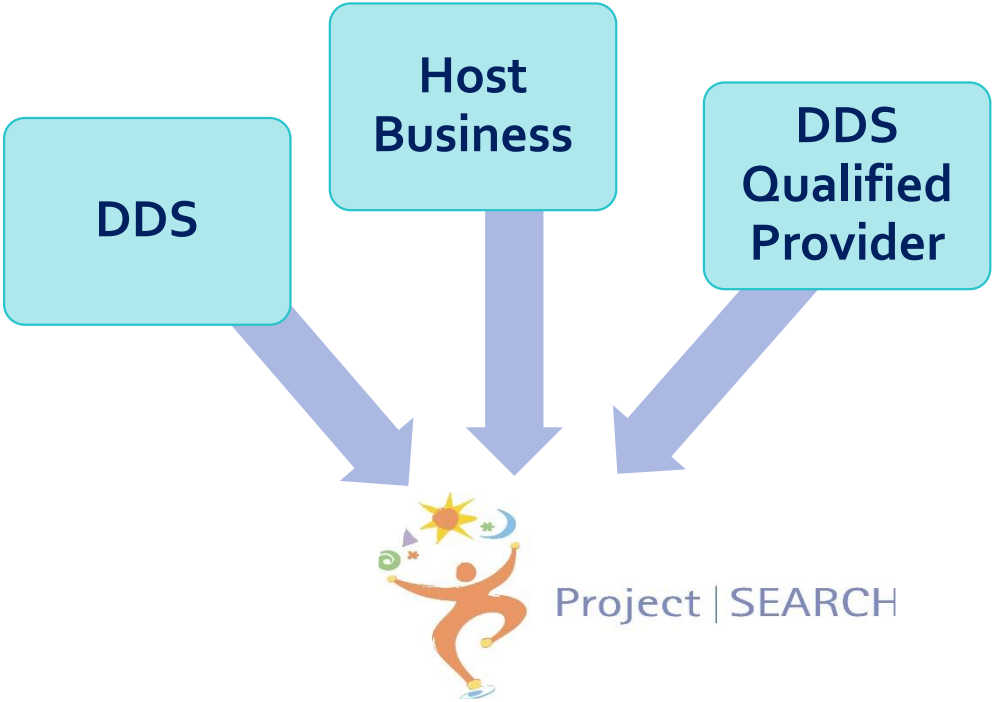 DDS
Host
Business
DDS
Qualified
Provider
Project | SEARCH